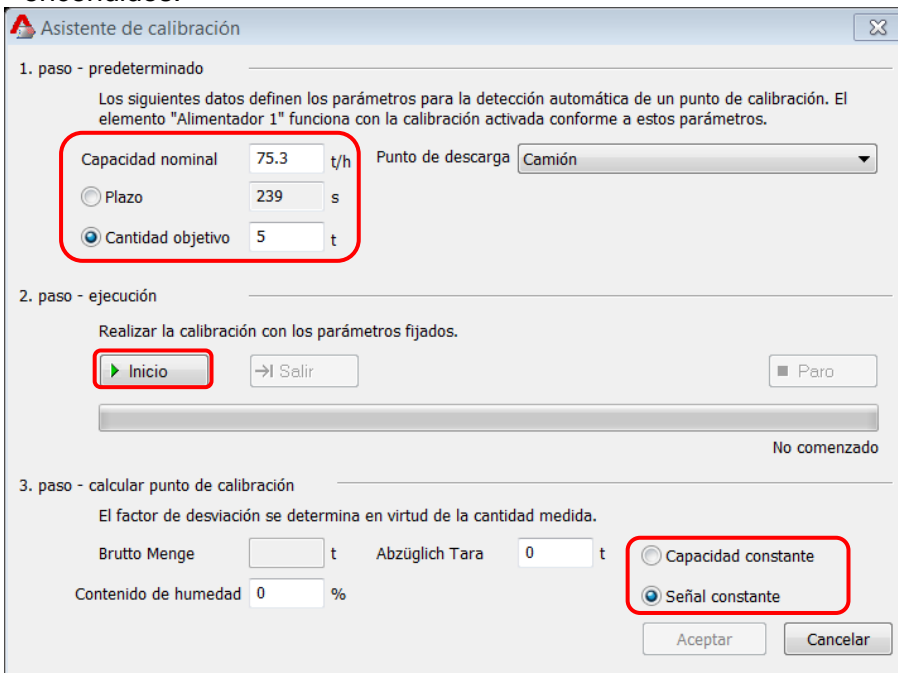 encendidos.
Asistente de calibración
1. paso - predeterminado
Los siguientes datos definen los parámetros para la detección automática de un punto de calibración. El
elemento "Alimentador 1" funciona con la calibración activada conforme a estos parámetros.
Capacidad nominal 75.3 t/h Punto de descarga Camión
Plazo 239 s
Cantidad objetivo 5 t
2. paso - ejecución
Realizar la calibración con los parámetros fijados.
Inicio Salir Paro
No comenzado
3. paso - calcular punto de calibración
El factor de desviación se determina en virtud de la cantidad medida.
Brutto Menge t Abzüglich Tara 0 t Capacidad constante
Contenido de humedad 0 % Señal constante
Aceptar Cancelar